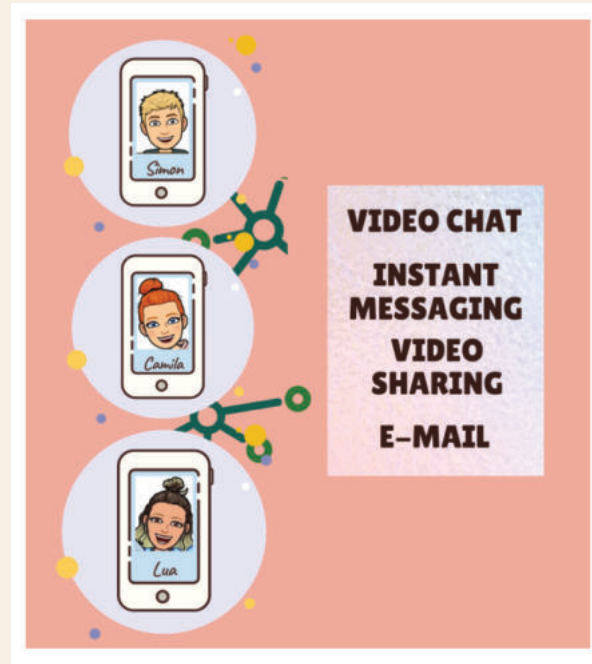 Simon
Camila
Lua
VIDEO CHAT
INSTANT
MESSAGING
VIDEO
SHARING
E-MAIL